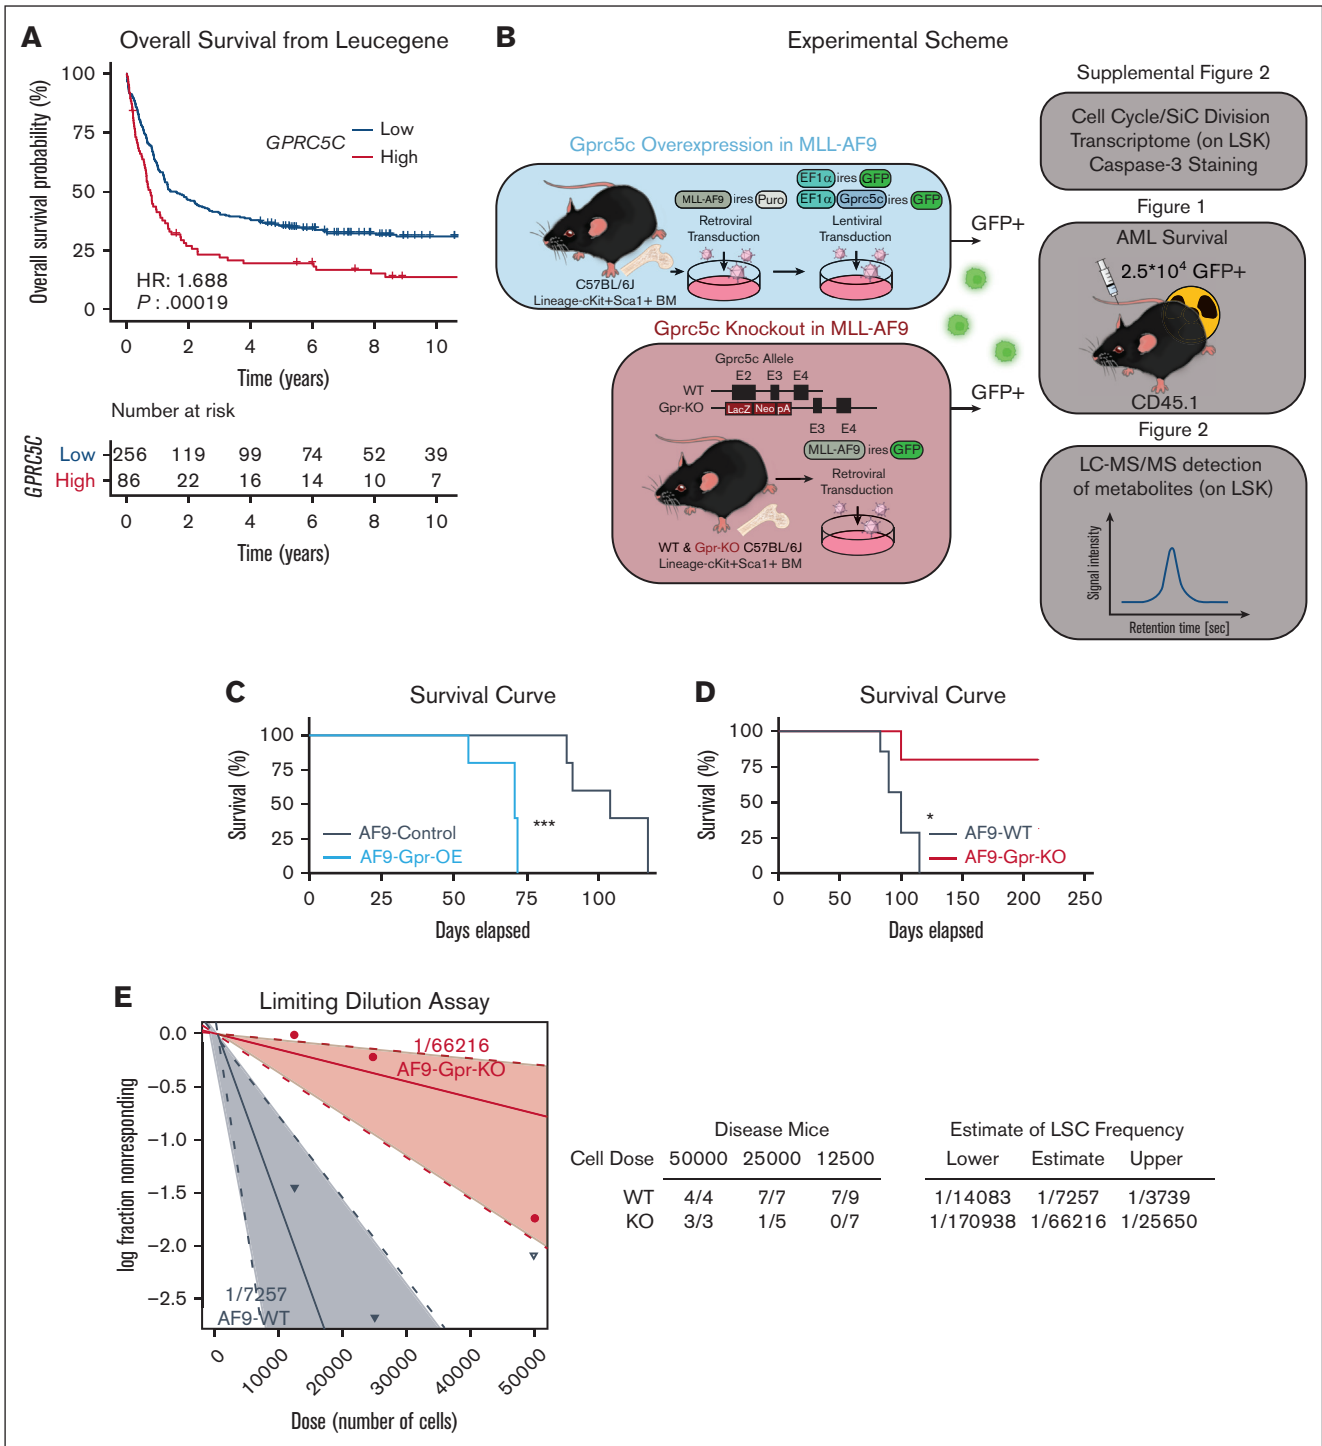 A
Overall Survival from Leucegene
Overall survival probability (%)
100
75
50
25
0
GPRC5C
Low
High
HR: 1.688
P : .00019
0 2 4 6 8 10
Time (years)
Number at risk
GPRC5C
Low 256 119 99 74 52 39
High 86 22 16 14 10 7
0 2 4 6 8 10
Time (years)
B
Experimental Scheme
Gprc5c Overexpression in MLL-AF9
MLL-AF9 ires Puro
EF1α ires GFP
EF1α Gprc5c ires GFP
Retroviral
Transduction
Lentiviral
Transduction
C57BL/6J
Lineage-cKit+Sca1+ BM
GFP+
Gprc5c Knockout in MLL-AF9
Gprc5c Allele
E2 E3 E4
WT
Gpr-KO LacZ Neo pA
E3 E4
MLL-AF9 ires GFP
Retroviral
Transduction
WT & Gpr-KO C57BL/6J
Lineage-cKit+Sca1+ BM
GFP+
Supplemental Figure 2
Cell Cycle/SiC Division
Transcriptome (on LSK)
Caspase-3 Staining
Figure 1
AML Survival
2.5*10⁴ GFP+
CD45.1
Figure 2
LC-MS/MS detection
of metabolites (on LSK)
Signal intensity
Retention time [sec]
C
Survival Curve
Survival (%)
100
75
50
25
0
AF9-Control
AF9-Gpr-OE
***
0 25 50 75 100
Days elapsed
D
Survival Curve
Survival (%)
100
75
50
25
0
*
AF9-WT
AF9-Gpr-KO
0 50 100 150 200 250
Days elapsed
E
Limiting Dilution Assay
log fraction nonresponding
0.0
−0.5
−1.0
−1.5
−2.0
−2.5
1/66216
AF9-Gpr-KO
1/7257
AF9-WT
0 10000 20000 30000 40000 50000
Dose (number of cells)
Disease Mice
Cell Dose 50000 25000 12500
WT 4/4 7/7 7/9
KO 3/3 1/5 0/7
Estimate of LSC Frequency
Lower Estimate Upper
1/14083 1/7257 1/3739
1/170938 1/66216 1/25650